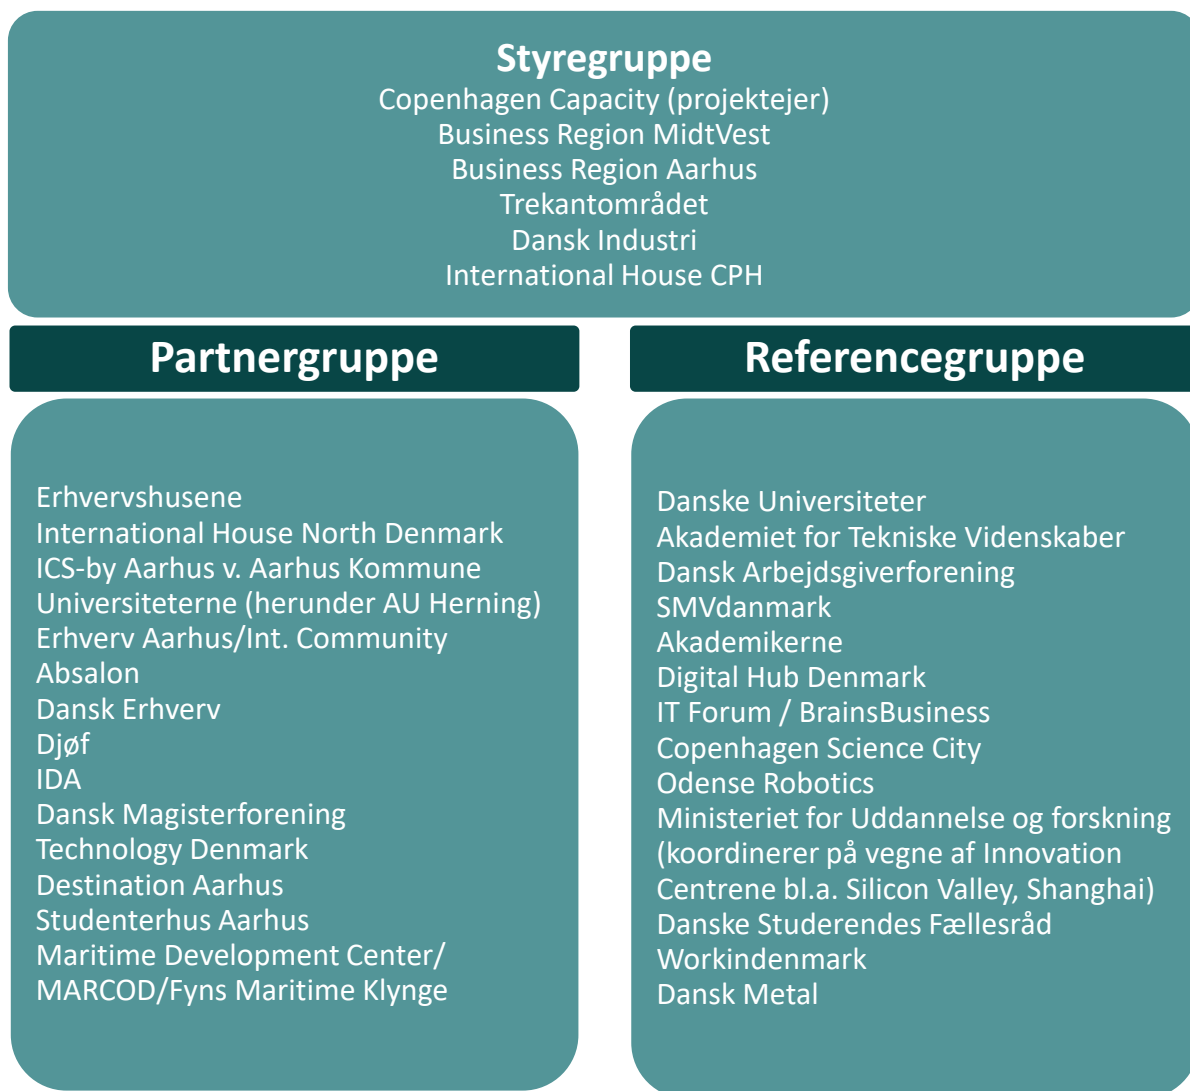 Styregruppe
Copenhagen Capacity (projektejer)
Business Region MidtVest
Business Region Aarhus
Trekantområdet
Dansk Industri
International House CPH
Partnergruppe
Erhvervshusene
International House North Denmark
ICS-by Aarhus v. Aarhus Kommune
Universiteterne (herunder AU Herning)
Erhverv Aarhus/Int. Community
Absalon
Dansk Erhverv
Djøf
IDA
Dansk Magisterforening
Technology Denmark
Destination Aarhus
Studenterhus Aarhus
Maritime Development Center/
MARCOD/Fyns Maritime Klynge
Referencegruppe
Danske Universiteter
Akademiet for Tekniske Videnskaber
Dansk Arbejdsgiverforening
SMVdanmark
Akademikerne
Digital Hub Denmark
IT Forum / BrainsBusiness
Copenhagen Science City
Odense Robotics
Ministeriet for Uddannelse og forskning
(koordinerer på vegne af Innovation
Centrene bl.a. Silicon Valley, Shanghai)
Danske Studerendes Fællesråd
Workindenmark
Dansk Metal